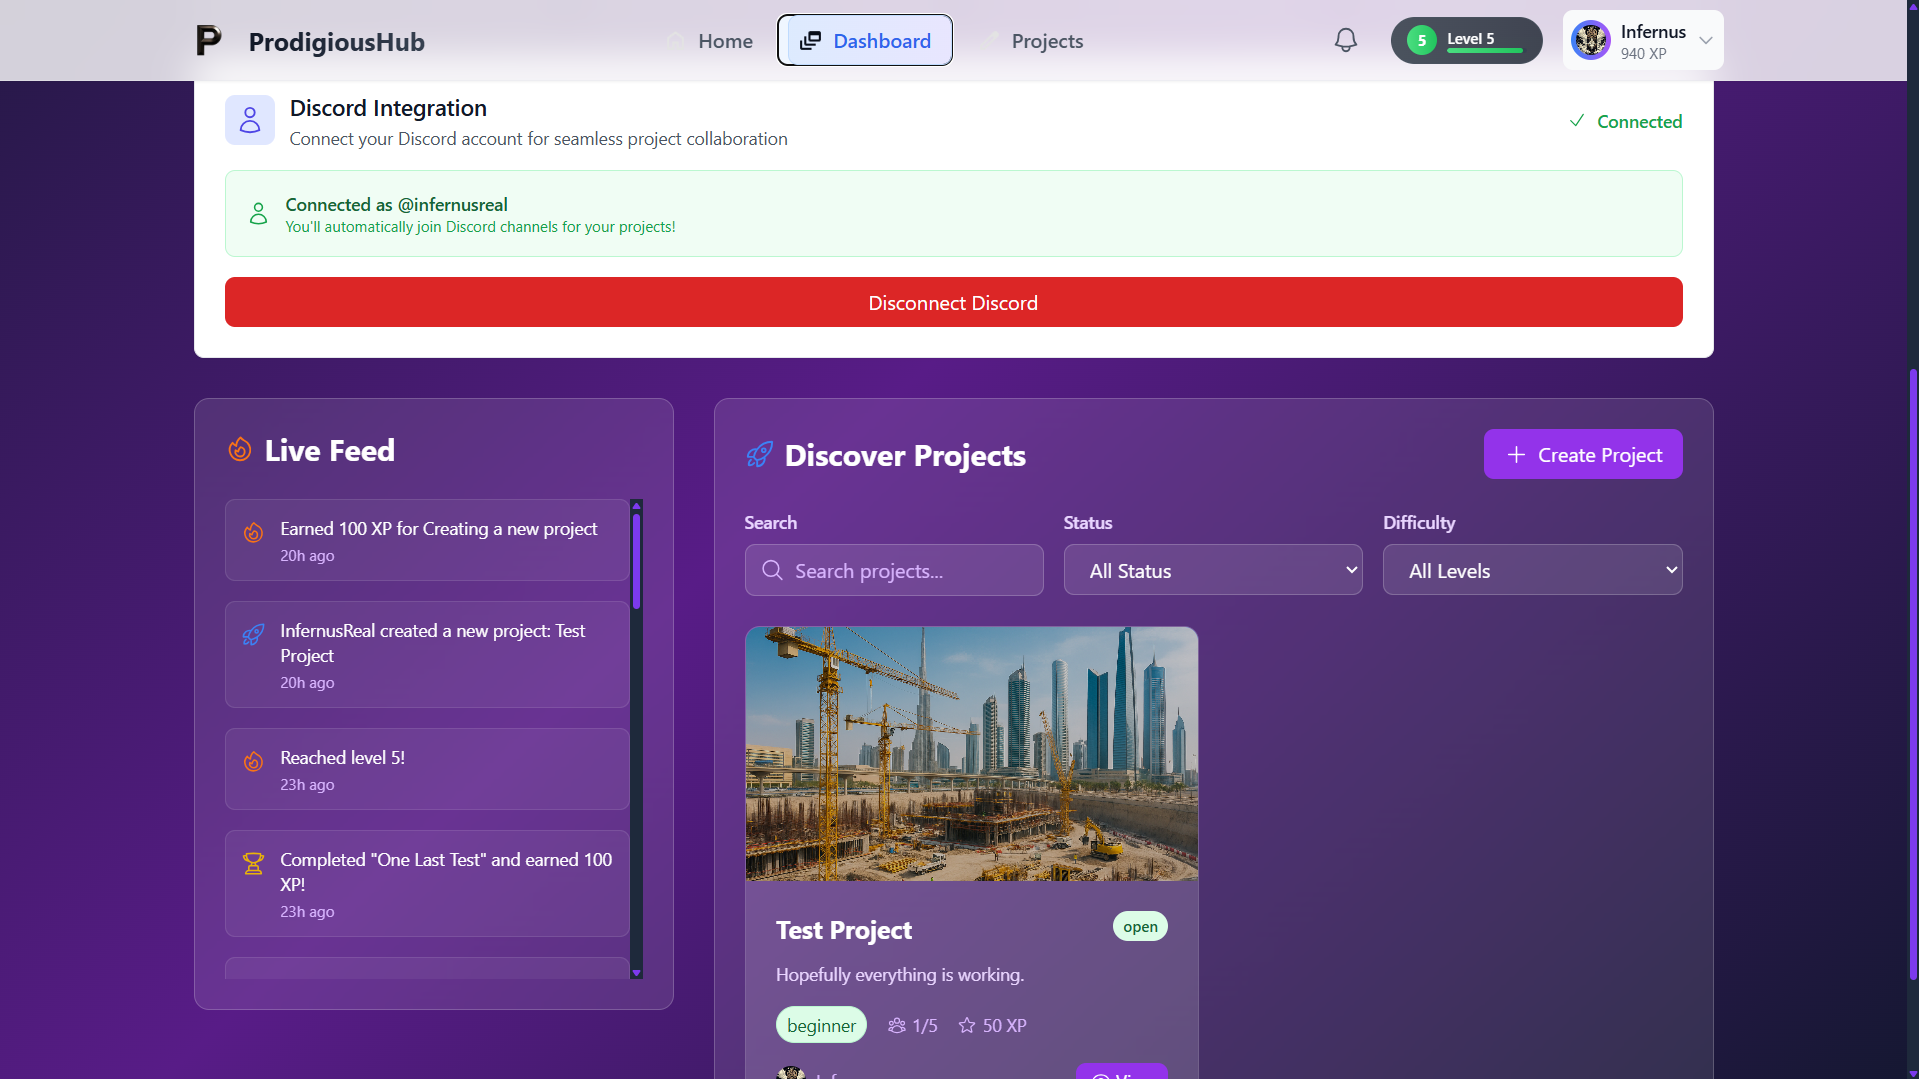 P ProdigiousHub
Home
Dashboard
Projects
5 Level 5
Infernus
940 XP
Discord Integration
Connect your Discord account for seamless project collaboration
Connected
Connected as @infernusreal
You'll automatically join Discord channels for your projects!
Disconnect Discord
Live Feed
Earned 100 XP for Creating a new project
20h ago
InfernusReal created a new project: Test
Project
20h ago
Reached level 5!
23h ago
Completed "One Last Test" and earned 100
XP!
23h ago
Discover Projects
Create Project
Search
Status
Difficulty
Search projects...
All Status
All Levels
Test Project
open
Hopefully everything is working.
beginner
1/5
50 XP